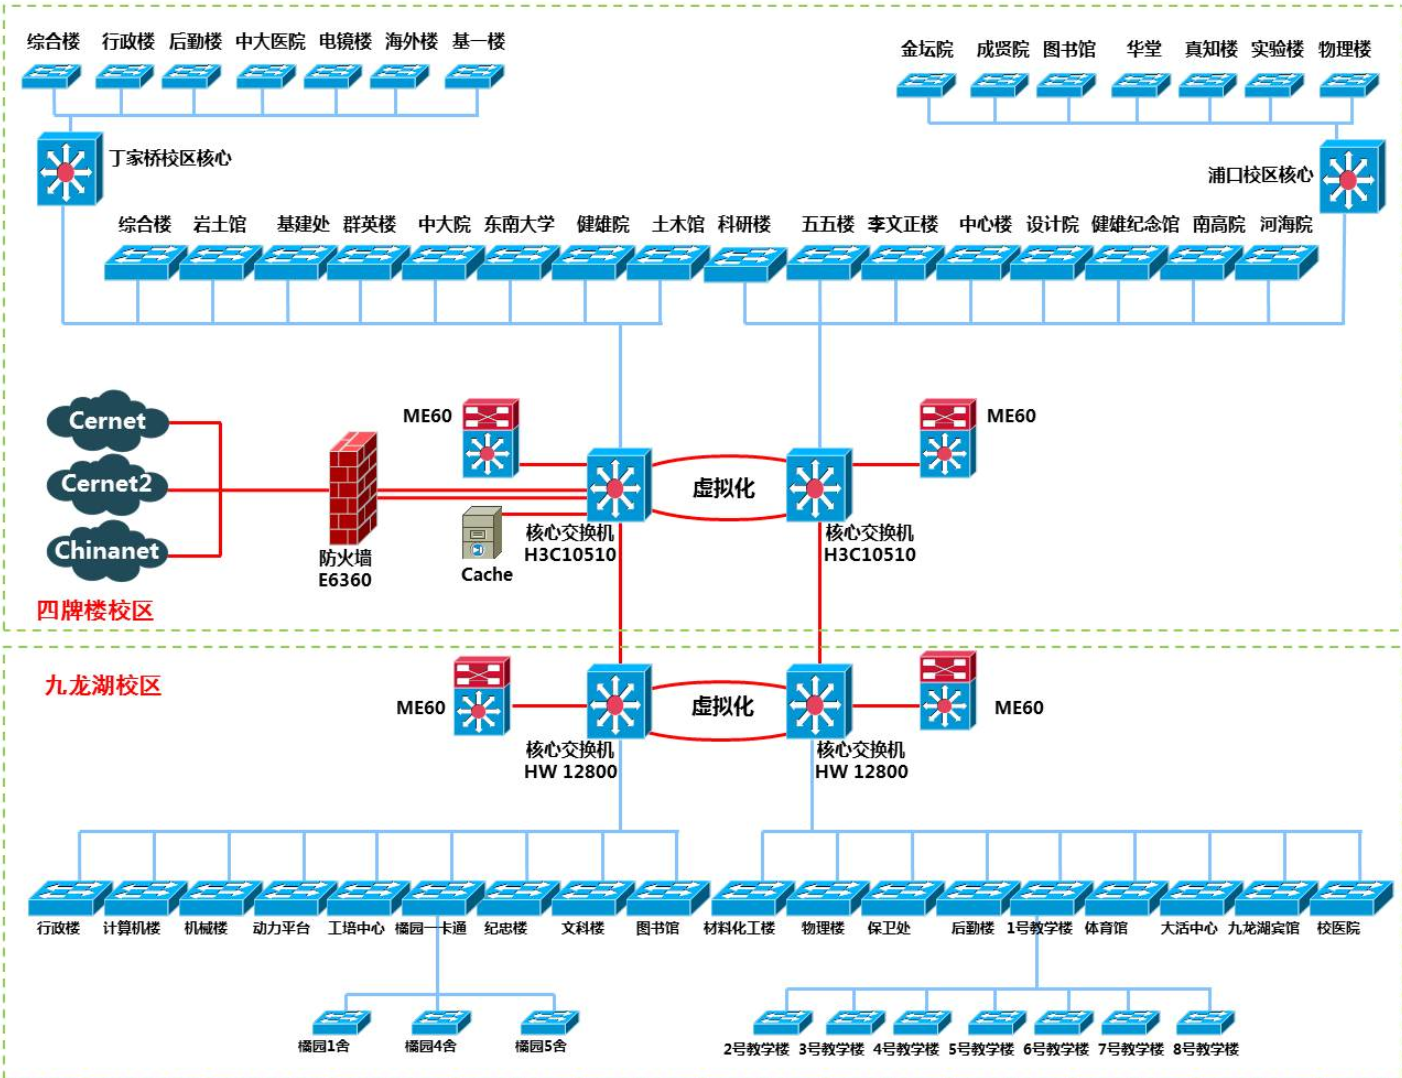 综合楼 行政楼 后勤楼 中大医院 电镜楼 海外楼 基一楼
金坛院 成贤院 图书馆 华堂 真知楼 实验楼 物理楼
丁家桥校区核心
浦口校区核心
综合楼 岩土馆 基建处 群英楼 中大院 东南大学 健雄院 土木馆 科研楼 五五楼 李文正楼 中心楼 设计院 健雄纪念馆 南高院 河海院
Cernet
Cernet2
Chinanet
ME60
ME60
虚拟化
防火墙
E6360
Cache
核心交换机
H3C10510
核心交换机
H3C10510
四牌楼校区
九龙湖校区
ME60
虚拟化
ME60
核心交换机
HW 12800
核心交换机
HW 12800
行政楼 计算机楼 机械楼 动力平台 工培中心 橘园一卡通 纪忠楼 文科楼 图书馆 材料化工楼 物理楼 保卫处 后勤楼 1号教学楼 体育馆 大活中心 九龙湖宾馆 校医院
橘园1舍 橘园4舍 橘园5舍
2号教学楼 3号教学楼 4号教学楼 5号教学楼 6号教学楼 7号教学楼 8号教学楼